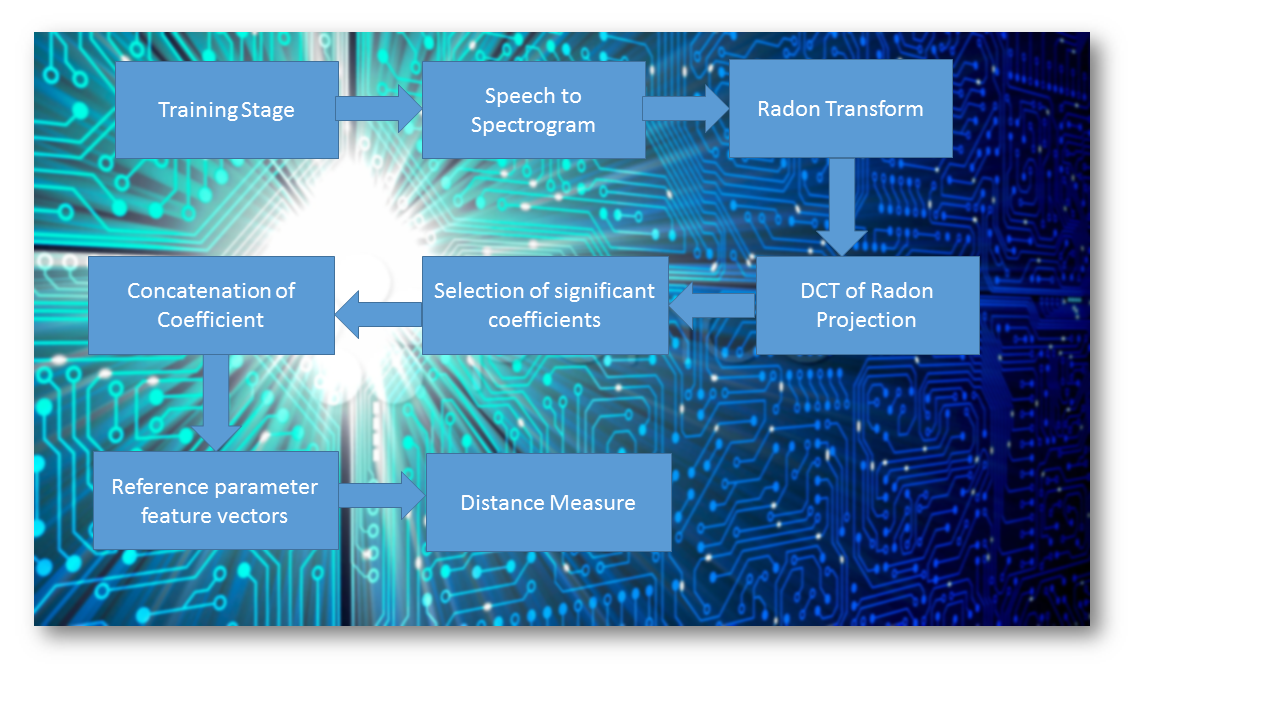 Training Stage
Speech to
Spectrogram
Radon Transform
DCT of Radon
Projection
Selection of significant
coefficients
Concatenation of
Coefficient
Reference parameter
feature vectors
Distance Measure